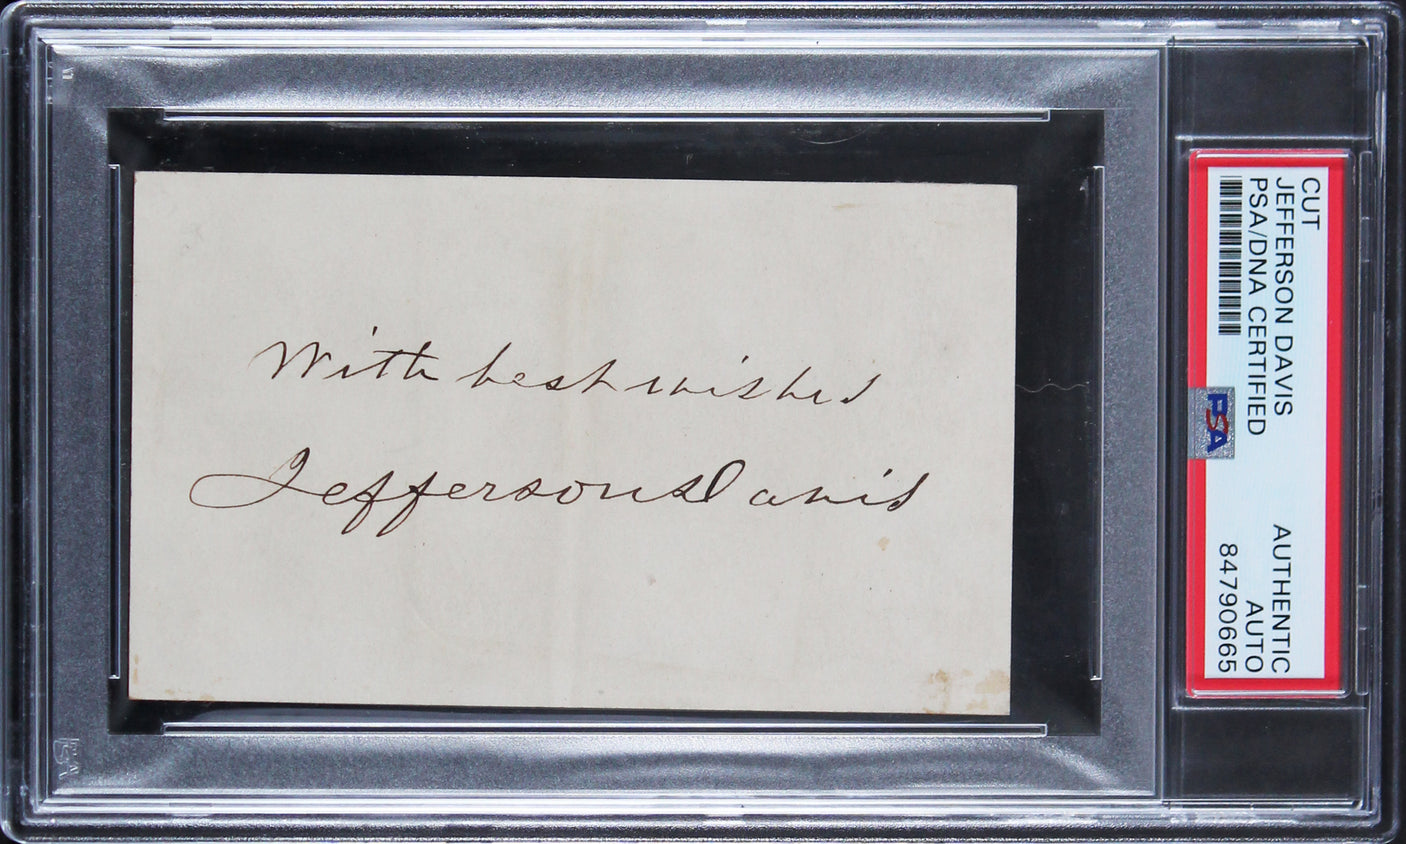 With best wishes
Jefferson Davis
CUT
JEFFERSON DAVIS
AUTHENTIC
PSA/DNA CERTIFIED
AUTO
84790665
PSA